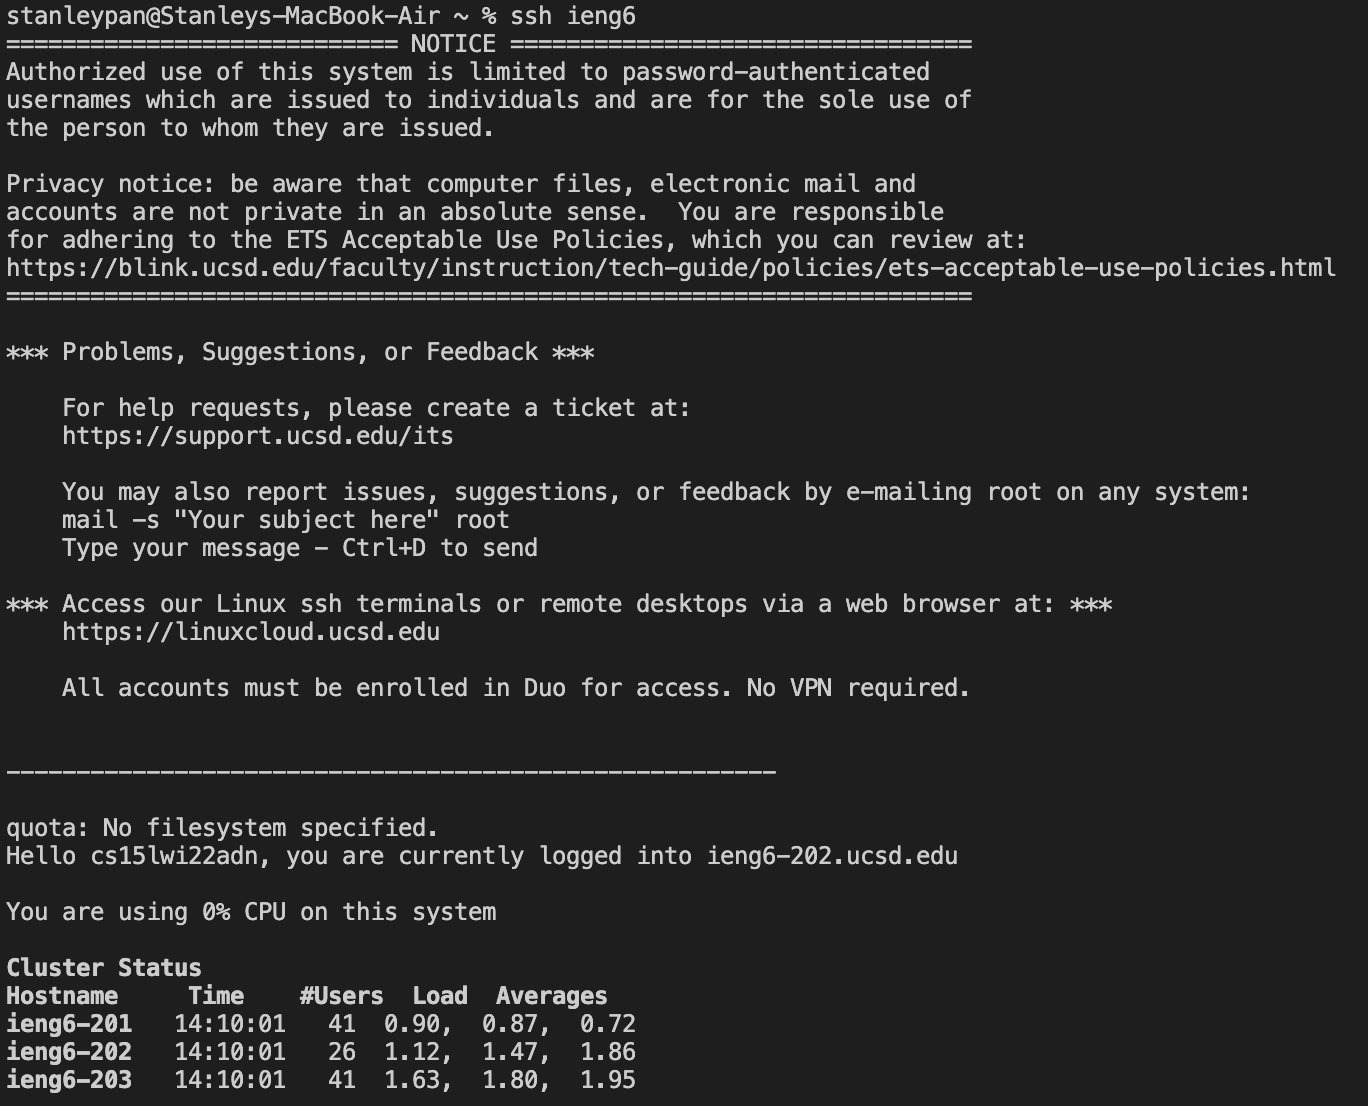 stanleypan@Stanleys-MacBook-Air ~ % ssh ieng6
============================ NOTICE =================================
Authorized use of this system is limited to password-authenticated
usernames which are issued to individuals and are for the sole use of
the person to whom they are issued.

Privacy notice: be aware that computer files, electronic mail and
accounts are not private in an absolute sense.  You are responsible
for adhering to the ETS Acceptable Use Policies, which you can review at:
https://blink.ucsd.edu/faculty/instruction/tech-guide/policies/ets-acceptable-use-policies.html
=====================================================================

*** Problems, Suggestions, or Feedback ***

    For help requests, please create a ticket at:
    https://support.ucsd.edu/its

    You may also report issues, suggestions, or feedback by e-mailing root on any system:
    mail -s "Your subject here" root
    Type your message - Ctrl+D to send

*** Access our Linux ssh terminals or remote desktops via a web browser at: ***
    https://linuxcloud.ucsd.edu

    All accounts must be enrolled in Duo for access. No VPN required.


-------------------------------------------------------

quota: No filesystem specified.
Hello cs15lwi22adn, you are currently logged into ieng6-202.ucsd.edu

You are using 0% CPU on this system

Cluster Status
Hostname     Time    #Users  Load  Averages
ieng6-201   14:10:01   41  0.90,  0.87,  0.72
ieng6-202   14:10:01   26  1.12,  1.47,  1.86
ieng6-203   14:10:01   41  1.63,  1.80,  1.95